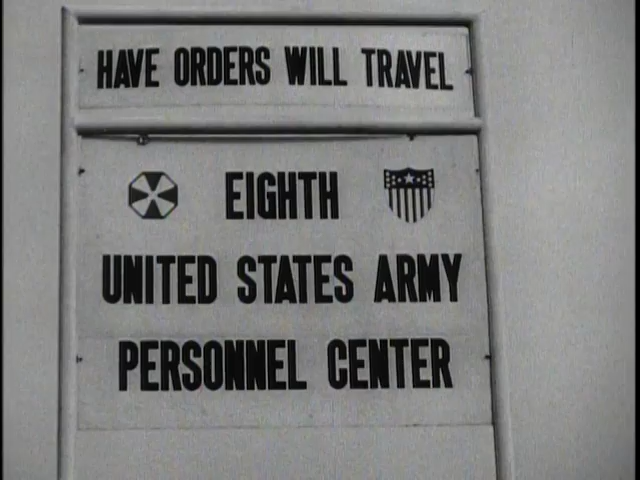 HAVE ORDERS WILL TRAVEL
EIGHTH
UNITED STATES ARMY
PERSONNEL CENTER